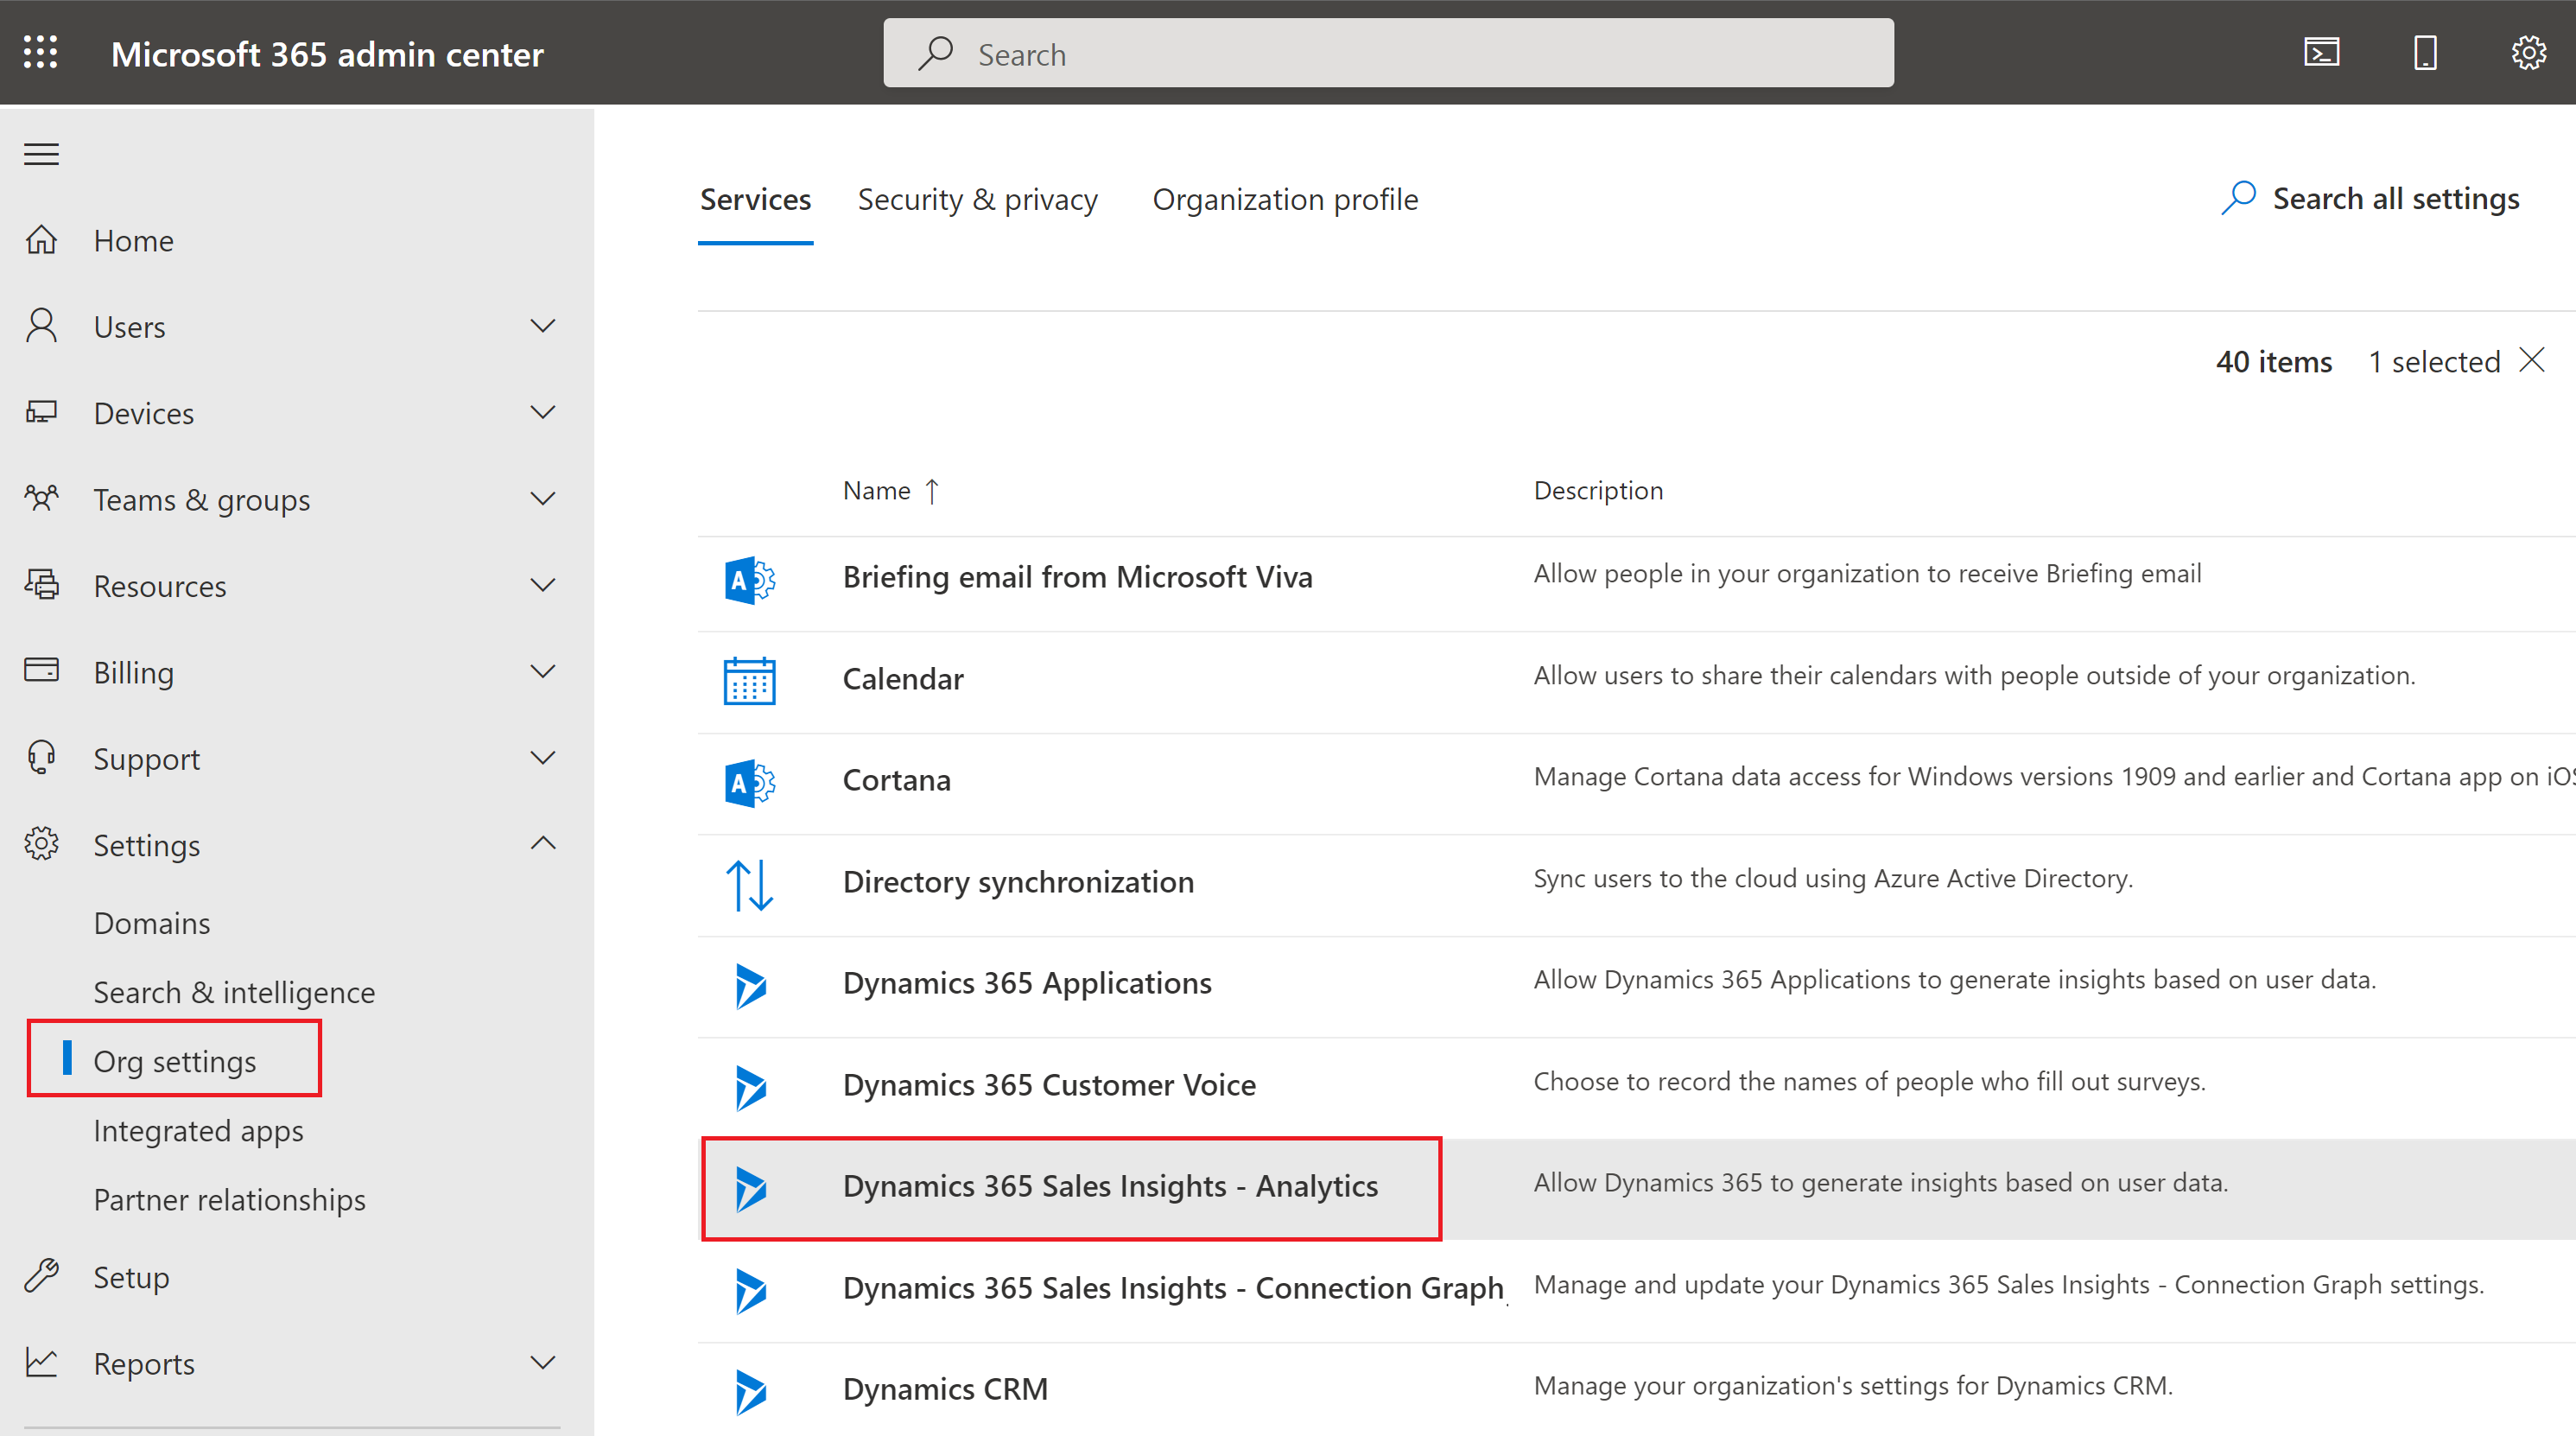 Microsoft 365 admin center
Search
Home
Users
Devices
Teams & groups
Resources
Billing
Support
Settings
Domains
Search & intelligence
Org settings
Integrated apps
Partner relationships
Setup
Reports
Services Security & privacy Organization profile
Search all settings
40 items 1 selected
Name ↑ Description
Briefing email from Microsoft Viva Allow people in your organization to receive Briefing email
Calendar Allow users to share their calendars with people outside of your organization.
Cortana Manage Cortana data access for Windows versions 1909 and earlier and Cortana app on iOS
Directory synchronization Sync users to the cloud using Azure Active Directory.
Dynamics 365 Applications Allow Dynamics 365 Applications to generate insights based on user data.
Dynamics 365 Customer Voice Choose to record the names of people who fill out surveys.
Dynamics 365 Sales Insights - Analytics Allow Dynamics 365 to generate insights based on user data.
Dynamics 365 Sales Insights - Connection Graph Manage and update your Dynamics 365 Sales Insights - Connection Graph settings.
Dynamics CRM Manage your organization's settings for Dynamics CRM.